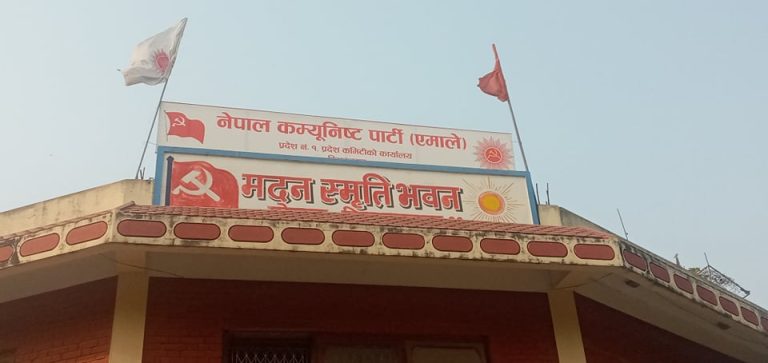 नेपाल कम्यूनिष्ट पार्टी (एमाले)
प्रदेश नं. १ प्रदेश कमिटीको कार्यालय
मदन स्मृति भवन